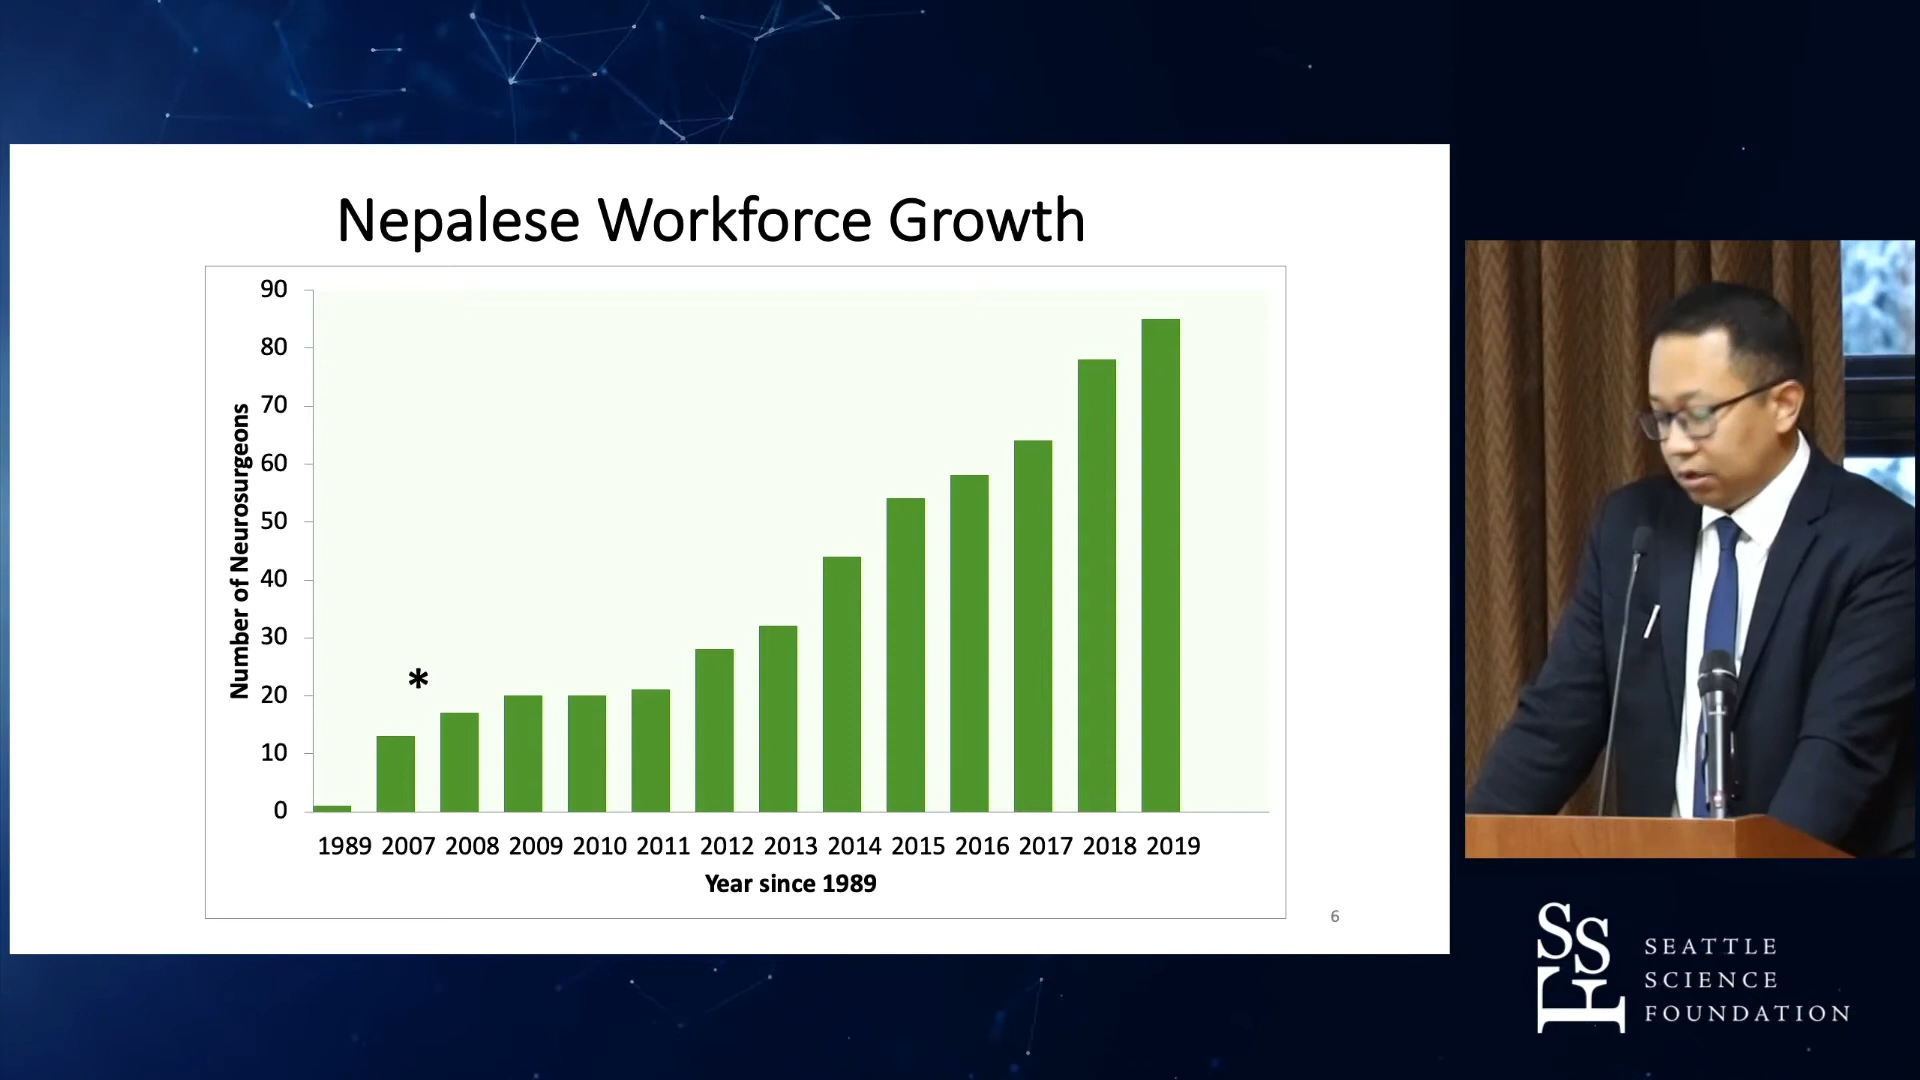 Nepalese Workforce Growth
90
80
70
60
50
40
30
20
10
0
Number of Neurosurgeons
*
1989 2007 2008 2009 2010 2011 2012 2013 2014 2015 2016 2017 2018 2019
Year since 1989
6
SSF
SEATTLE
SCIENCE
FOUNDATION